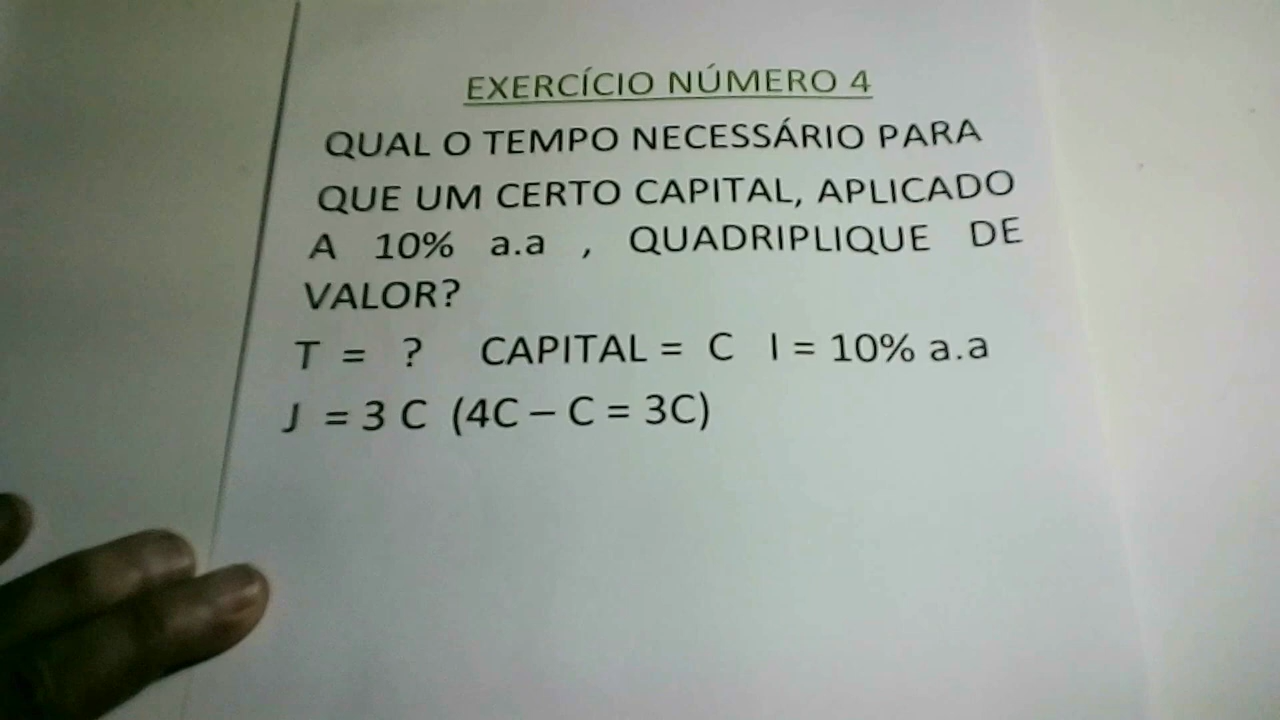 EXERCÍCIO NÚMERO 4
QUAL O TEMPO NECESSÁRIO PARA
QUE UM CERTO CAPITAL, APLICADO
A 10% a.a , QUADRIPLIQUE DE
VALOR?
T = ? CAPITAL = C I = 10% a.a
J = 3 C (4C – C = 3C)